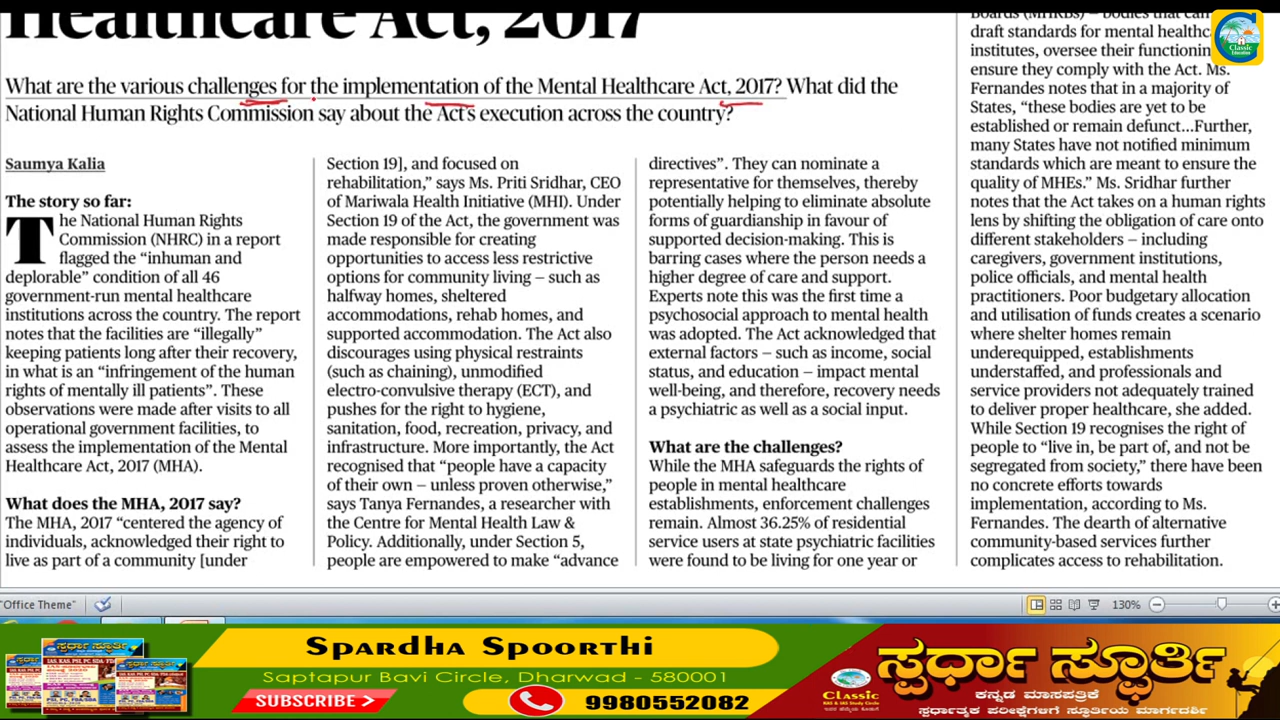 Healthcare Act, 2017
What are the various challenges for the implementation of the Mental Healthcare Act, 2017? What did the
National Human Rights Commission say about the Act's execution across the country?
Saumya Kalia
The story so far:
The National Human Rights
Commission (NHRC) in a report
flagged the “inhuman and
deplorable” condition of all 46
government-run mental healthcare
institutions across the country. The report
notes that the facilities are “illegally”
keeping patients long after their recovery,
in what is an “infringement of the human
rights of mentally ill patients”. These
observations were made after visits to all
operational government facilities, to
assess the implementation of the Mental
Healthcare Act, 2017 (MHA).
What does the MHA, 2017 say?
The MHA, 2017 “centered the agency of
individuals, acknowledged their right to
live as part of a community [under
Section 19], and focused on
rehabilitation,” says Ms. Priti Sridhar, CEO
of Mariwala Health Initiative (MHI). Under
Section 19 of the Act, the government was
made responsible for creating
opportunities to access less restrictive
options for community living — such as
halfway homes, sheltered
accommodations, rehab homes, and
supported accommodation. The Act also
discourages using physical restraints
(such as chaining), unmodified
electro-convulsive therapy (ECT), and
pushes for the right to hygiene,
sanitation, food, recreation, privacy, and
infrastructure. More importantly, the Act
recognised that “people have a capacity
of their own — unless proven otherwise,”
says Tanya Fernandes, a researcher with
the Centre for Mental Health Law &
Policy. Additionally, under Section 5,
people are empowered to make “advance
directives”. They can nominate a
representative for themselves, thereby
potentially helping to eliminate absolute
forms of guardianship in favour of
supported decision-making. This is
barring cases where the person needs a
higher degree of care and support.
Experts note this was the first time a
psychosocial approach to mental health
was adopted. The Act acknowledged that
external factors — such as income, social
status, and education — impact mental
well-being, and therefore, recovery needs
a psychiatric as well as a social input.
What are the challenges?
While the MHA safeguards the rights of
people in mental healthcare
establishments, enforcement challenges
remain. Almost 36.25% of residential
service users at state psychiatric facilities
were found to be living for one year or
Boards (MHRBs) — bodies that can
draft standards for mental healthc
institutes, oversee their functionin
ensure they comply with the Act. Ms.
Fernandes notes that in a majority of
States, “these bodies are yet to be
established or remain defunct...Further,
many States have not notified minimum
standards which are meant to ensure the
quality of MHEs.” Ms. Sridhar further
notes that the Act takes on a human rights
lens by shifting the obligation of care onto
different stakeholders — including
caregivers, government institutions,
police officials, and mental health
practitioners. Poor budgetary allocation
and utilisation of funds creates a scenario
where shelter homes remain
underequipped, establishments
understaffed, and professionals and
service providers not adequately trained
to deliver proper healthcare, she added.
While Section 19 recognises the right of
people to “live in, be part of, and not be
segregated from society,” there have been
no concrete efforts towards
implementation, according to Ms.
Fernandes. The dearth of alternative
community-based services further
complicates access to rehabilitation.
Classic
Education
"Office Theme"
130%
Spardha Spoorthi
Saptapur Bavi Circle, Dharwad - 580001
SUBSCRIBE
9980552082
Classic
KAS & IAS Study Circle
ಸ್ಪರ್ಧಾ ಸ್ಫೂರ್ತಿ
ಕನ್ನಡ ಮಾಸಪತ್ರಿಕೆ
ಸ್ಪರ್ಧಾತ್ಮಕ ಪರೀಕ್ಷೆಗಳಿಗೆ ಸ್ಫೂರ್ತಿಯ ಮಾರ್ಗದರ್ಶಿ